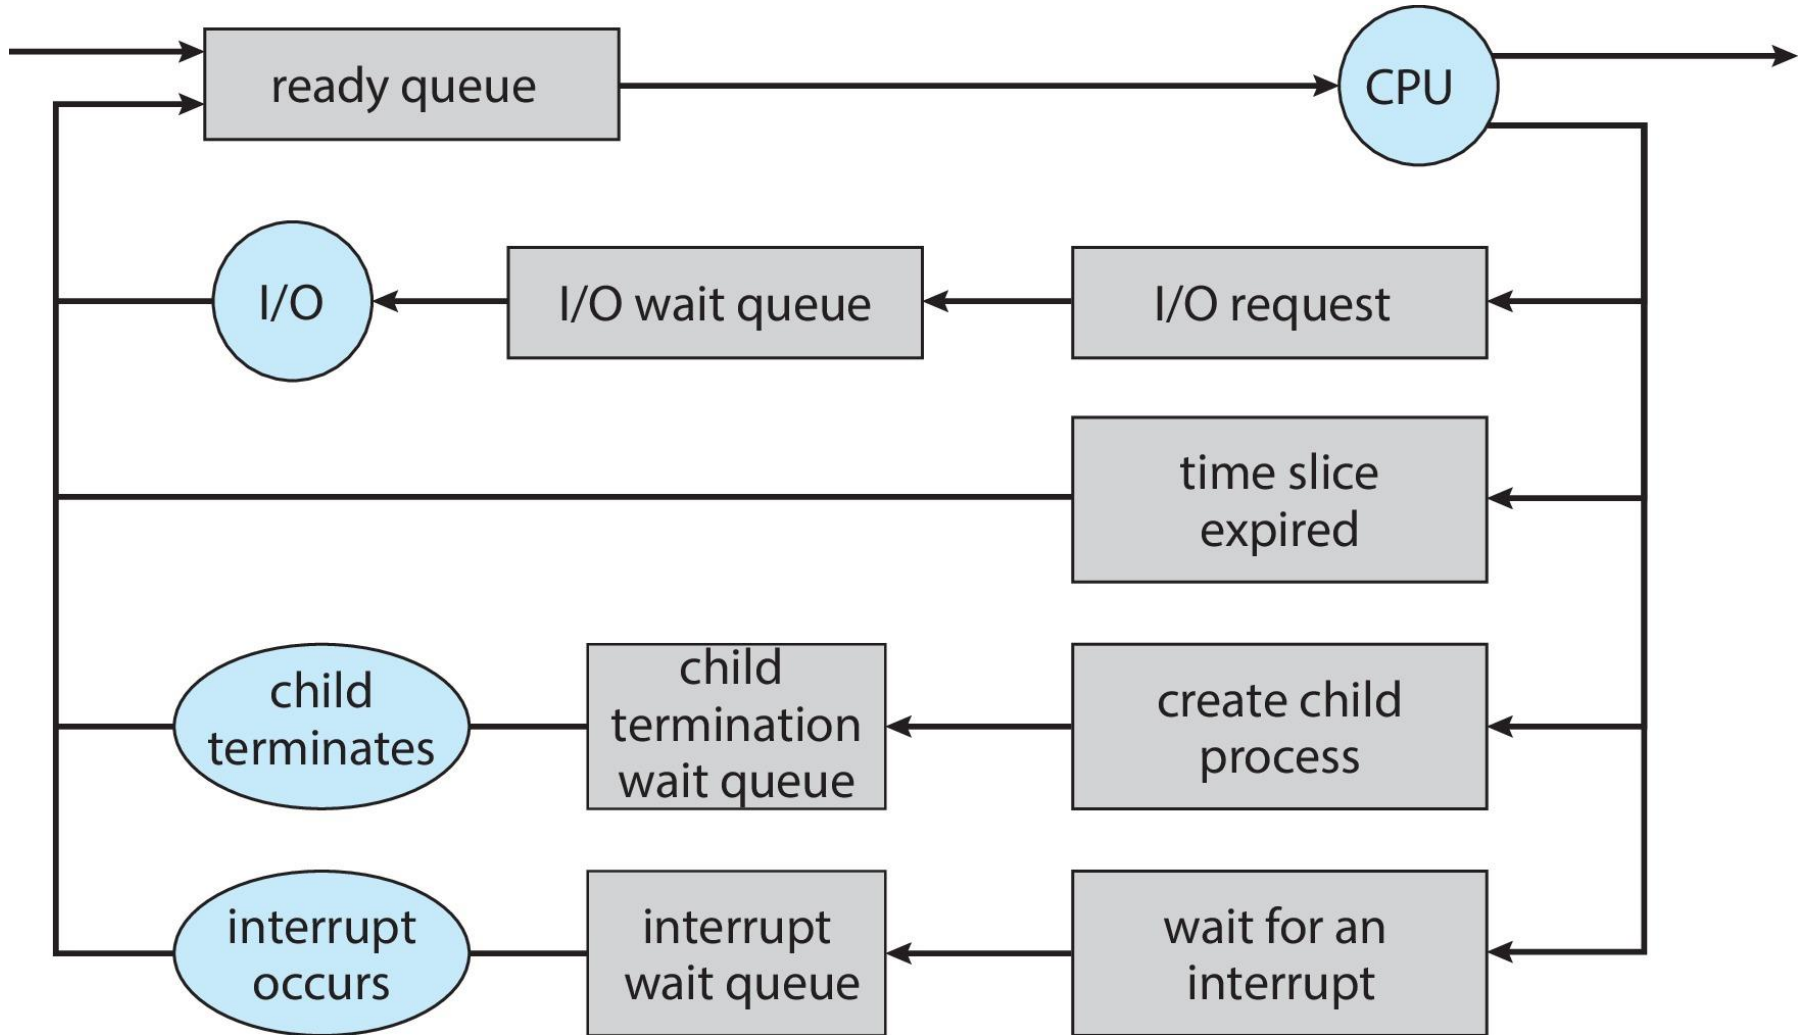 ready queue
CPU
I/O
I/O wait queue
I/O request
time slice
expired
child
terminates
child
termination
wait queue
create child
process
interrupt
occurs
interrupt
wait queue
wait for an
interrupt